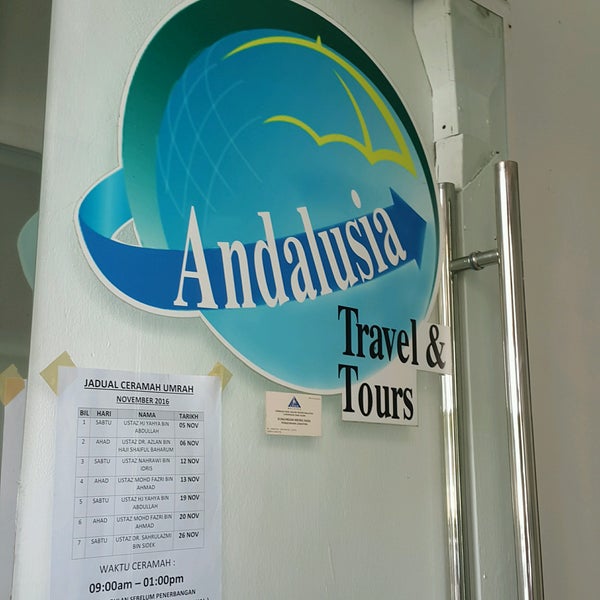 Andalusia
Travel &
Tours
JADUAL CERAMAH UMRAH
NOVEMBER 2016
BIL HARI NAMA TARIKH
1 SABTU USTAZ HJ YAHYA BIN ABDULLAH 05 NOV
2 AHAD USTAZ DR. AZLAN BIN HAJI SHAIFUL BAHARUM 06 NOV
3 SABTU USTAZ NAHRAWI BIN IDRIS 12 NOV
4 AHAD USTAZ MOHD FAZRI BIN AHMAD 13 NOV
5 SABTU USTAZ HJ YAHYA BIN ABDULLAH 19 NOV
6 AHAD USTAZ MOHD FAZRI BIN AHMAD 20 NOV
7 SABTU USTAZ DR. SAHRULAZMI BIN SIDEK 26 NOV
WAKTU CERAMAH :
09:00am – 01:00pm
SEBELUM PENERBANGAN